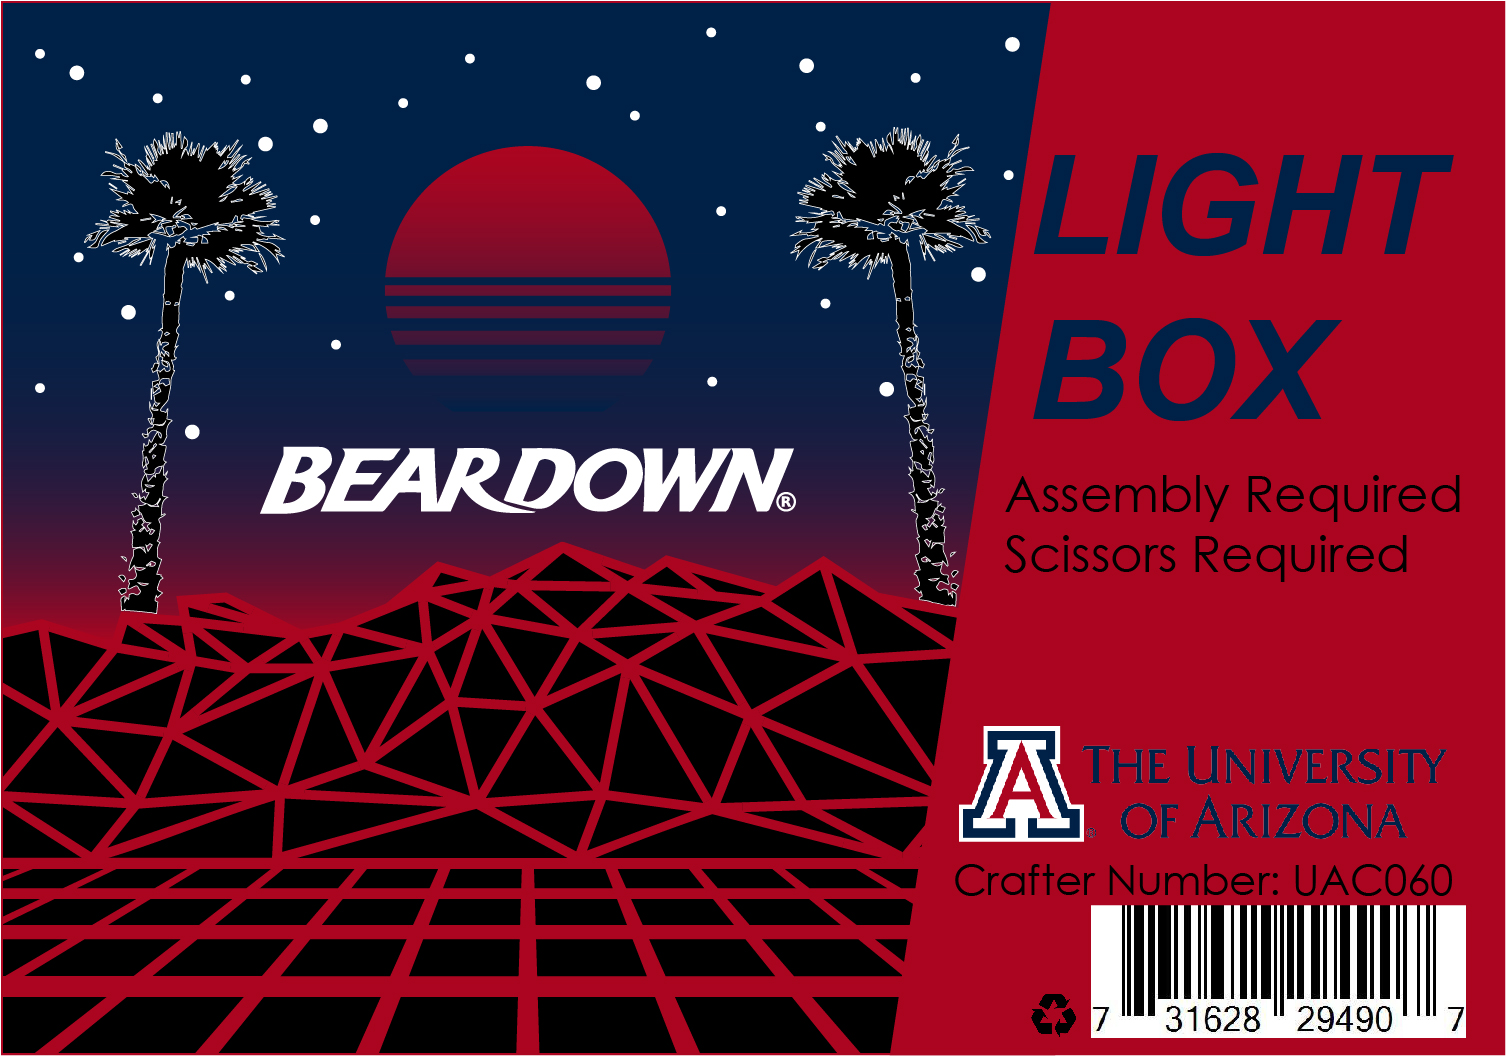 LIGHT
BOX
BEARDOWN®
Assembly Required
Scissors Required
A
THE UNIVERSITY
OF ARIZONA
Crafter Number: UAC060
7 31628 29490 7